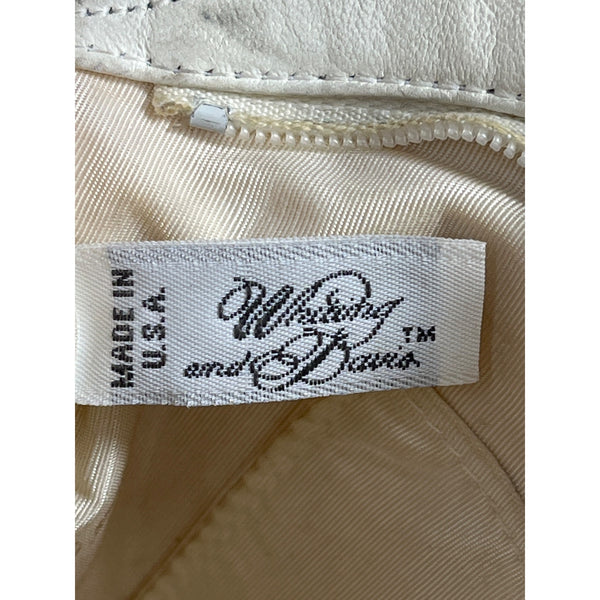 MADE IN
U.S.A.
Whiting
and Davis ™